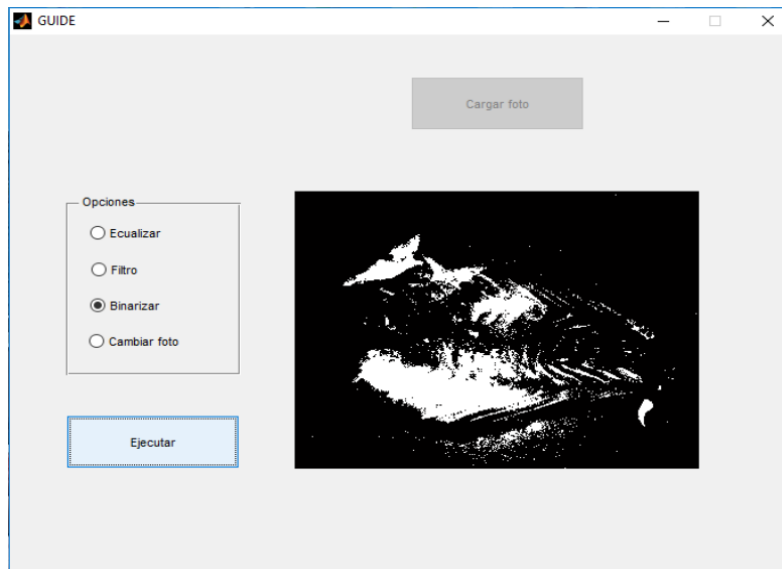 GUIDE
Cargar foto
Opciones
Ecualizar
Filtro
Binarizar
Cambiar foto
Ejecutar